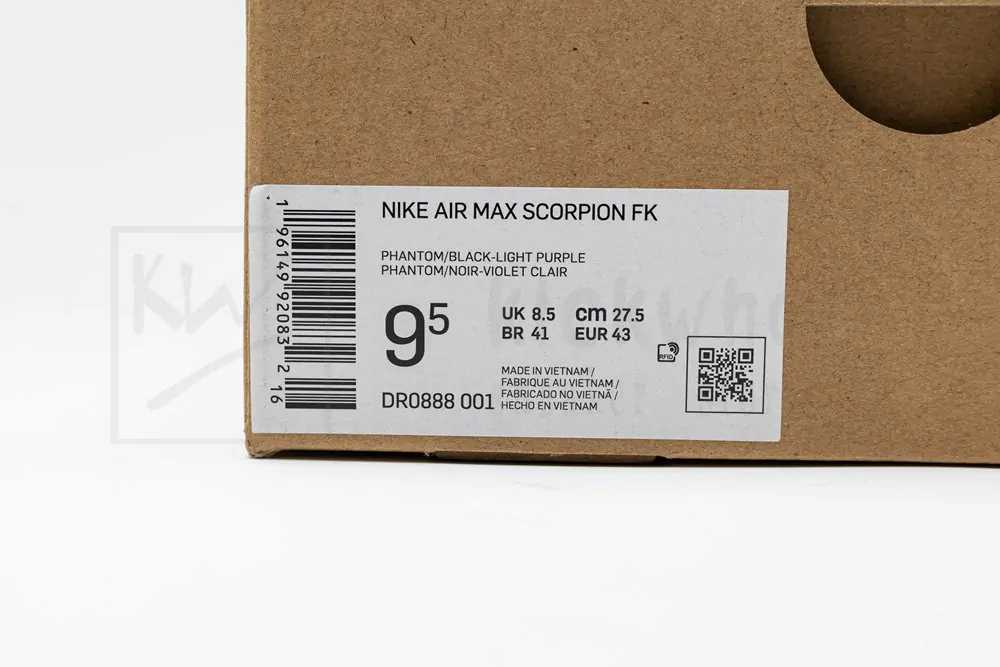 NIKE AIR MAX SCORPION FK
PHANTOM/BLACK-LIGHT PURPLE
PHANTOM/NOIR-VIOLET CLAIR
9 5
UK 8.5 cm 27.5
BR 41 EUR 43
RFID
MADE IN VIETNAM /
FABRIQUE AU VIETNAM /
FABRICADO NO VIETNÃ /
HECHO EN VIETNAM
DR0888 001
1 96149 92083 2 16
KW